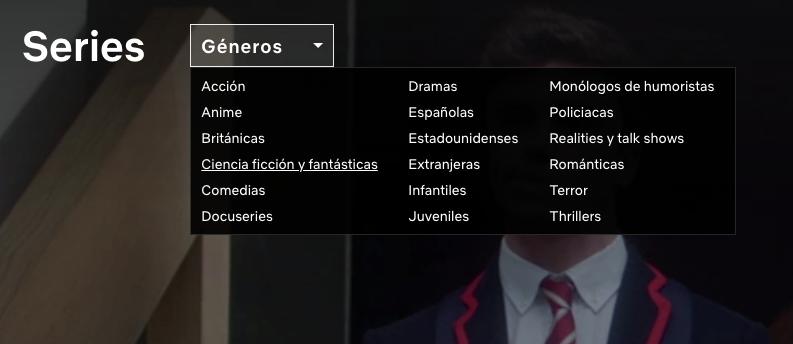 Series
Géneros
Acción
Anime
Británicas
Ciencia ficción y fantásticas
Comedias
Docuseries
Dramas
Españolas
Estadounidenses
Extranjeras
Infantiles
Juveniles
Monólogos de humoristas
Policiacas
Realities y talk shows
Románticas
Terror
Thrillers